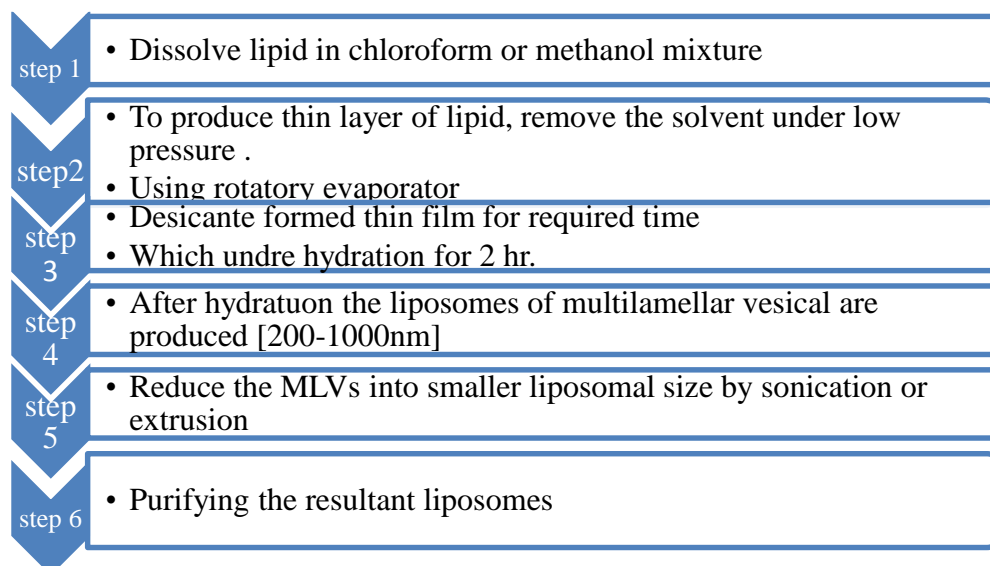 step 1
• Dissolve lipid in chloroform or methanol mixture
step2
• To produce thin layer of lipid, remove the solvent under low
pressure .
• Using rotatory evaporator
step
3
• Desicante formed thin film for required time
• Which undre hydration for 2 hr.
step
4
• After hydratuon the liposomes of multilamellar vesical are
produced [200-1000nm]
step
5
• Reduce the MLVs into smaller liposomal size by sonication or
extrusion
step 6
• Purifying the resultant liposomes